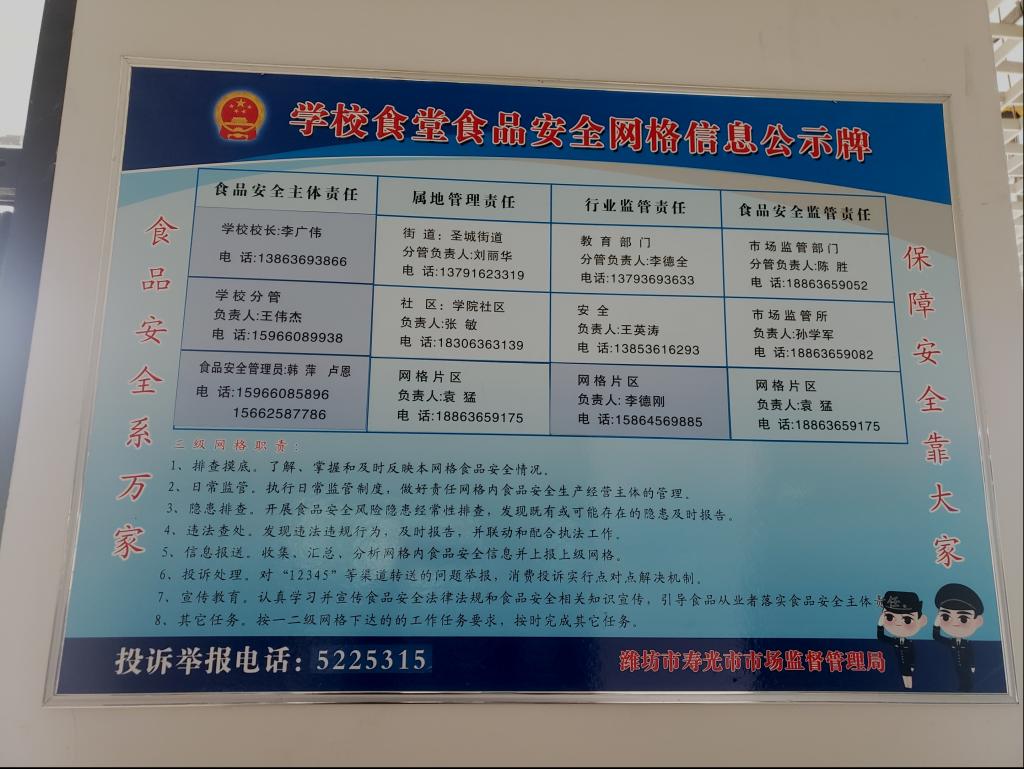 学校食堂食品安全网格信息公示牌
食品安全系万家
食品安全主体责任
属地管理责任
行业监管责任
食品安全监管责任
学校校长:李广伟
电 话:13863693866
街 道: 圣城街道
分管负责人:刘丽华
电 话:13791623319
教 育 部 门
分管负责人:李德全
电话:13793693633
市场监管部门
分管负责人:陈 胜
电 话:18863659052
学校分管
负责人:王伟杰
电 话:15966089938
社 区: 学院社区
负责人:张 敏
电 话:18306363139
安 全
负责人:王英涛
电 话:13853616293
市场监管所
负责人:孙学军
电 话:18863659082
食品安全管理员:韩 萍 卢恩
电 话:15966085896
15662587786
网格片区
负责人:袁 猛
电 话:18863659175
网格片区
负责人: 李德刚
电 话:15864569885
网格片区
负责人:袁 猛
电 话:18863659175
保障安全靠大家
三级网格职责:
1、排查摸底。了解、掌握和及时反映本网格食品安全情况。
2、日常监管。执行日常监管制度，做好责任网格内食品安全生产经营主体的管理。
3、隐患排查。开展食品安全风险隐患经常性排查，发现既有或可能存在的隐患及时报告。
4、违法查处。发现违法违规行为，及时报告，并联动和配合执法工作。
5、信息报送。收集、汇总、分析网格内食品安全信息并上报上级网格。
6、投诉处理。对“12345”等渠道转送的问题举报，消费投诉实行点对点解决机制。
7、宣传教育。认真学习并宣传食品安全法律法规和食品安全相关知识宣传，引导食品从业者落实食品安全主体责任。
8、其它任务。按一二级网格下达的的工作任务要求，按时完成其它任务。
投诉举报电话: 5225315
潍坊市寿光市市场监督管理局